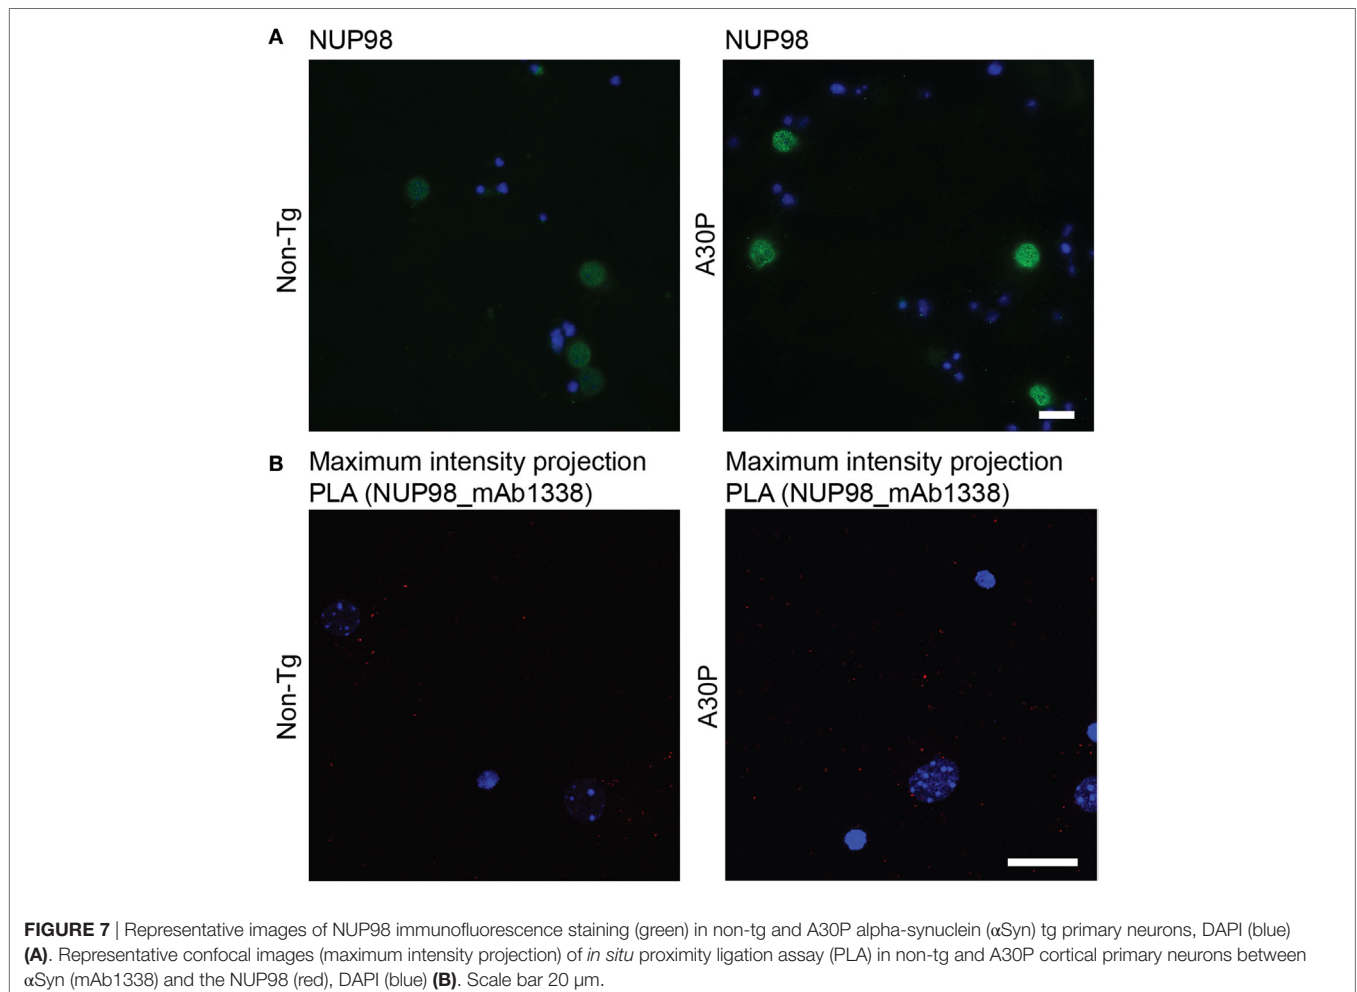 A NUP98
NUP98
Non-Tg
A30P
B Maximum intensity projection
PLA (NUP98_mAb1338)
Maximum intensity projection
PLA (NUP98_mAb1338)
Non-Tg
A30P
FIGURE 7 | Representative images of NUP98 immunofluorescence staining (green) in non-tg and A30P alpha-synuclein (αSyn) tg primary neurons, DAPI (blue)
(A). Representative confocal images (maximum intensity projection) of in situ proximity ligation assay (PLA) in non-tg and A30P cortical primary neurons between
αSyn (mAb1338) and the NUP98 (red), DAPI (blue) (B). Scale bar 20 μm.